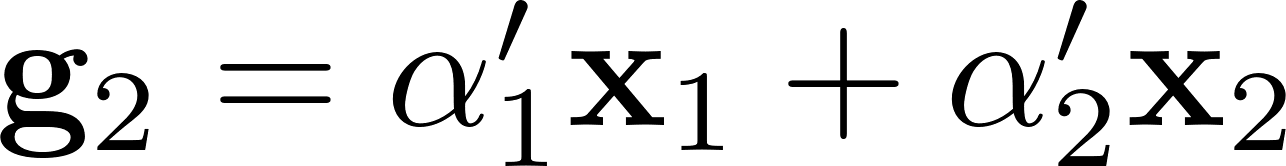 𝐠₂ = α′₁𝐱₁ + α′₂𝐱₂